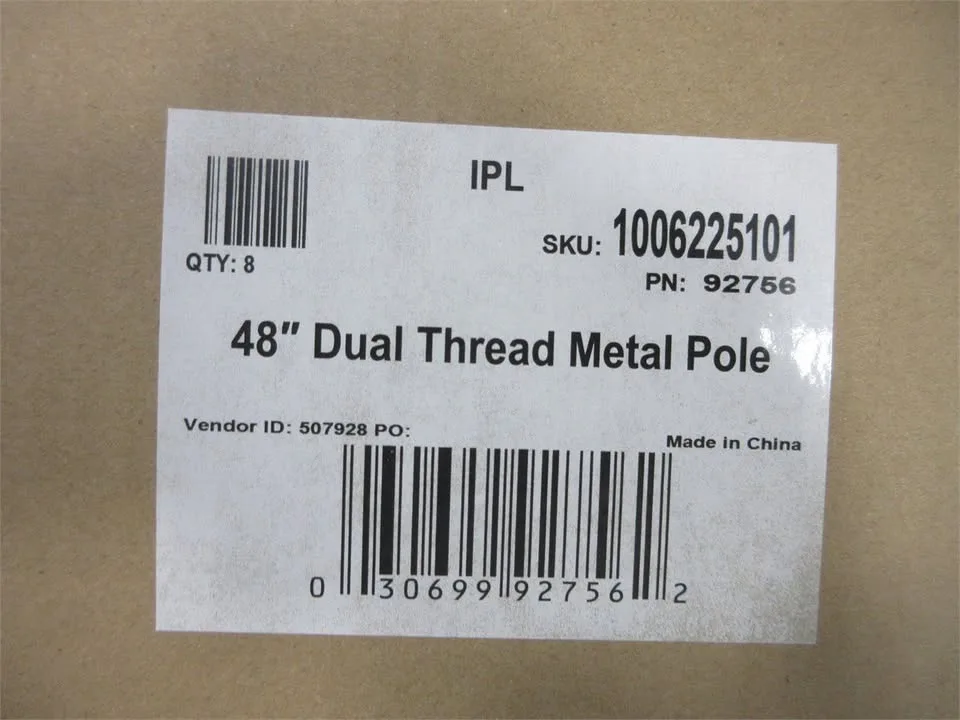 IPL
SKU: 1006225101
QTY: 8
PN: 92756
48" Dual Thread Metal Pole
Vendor ID: 507928 PO:
Made in China
0 30699 92756 2